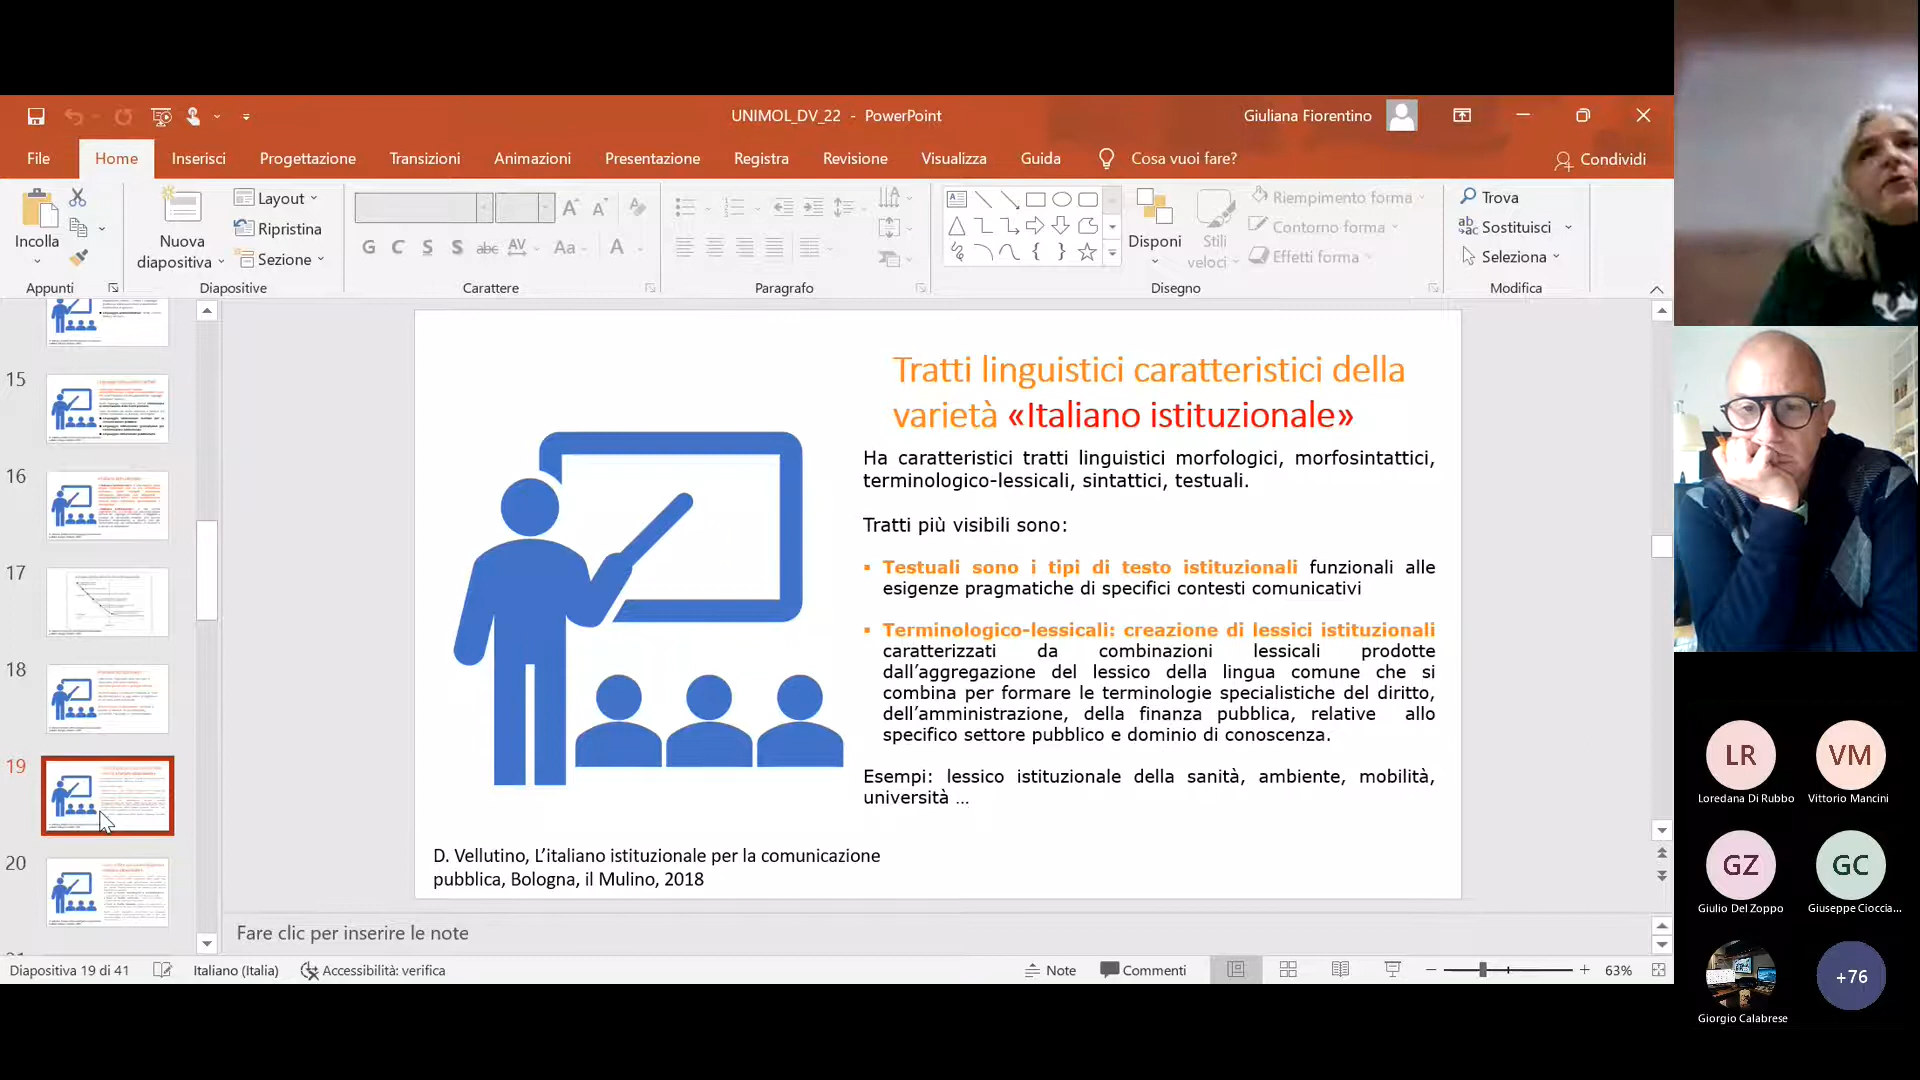 UNIMOL_DV_22 - PowerPoint
Giuliana Fiorentino
File Home Inserisci Progettazione Transizioni Animazioni Presentazione Registra Revisione Visualizza Guida Cosa vuoi fare? Condividi
Incolla
Appunti
Nuova
diapositiva
Layout
Ripristina
Sezione
Diapositive
G C S S abc AV Aa A
Carattere
Paragrafo
Disponi
Stili
veloci
Riempimento forma
Contorno forma
Effetti forma
Disegno
Trova
Sostituisci
Seleziona
Modifica
15
16
17
18
19
20
Tratti linguistici caratteristici della
varietà «Italiano istituzionale»
Ha caratteristici tratti linguistici morfologici, morfosintattici,
terminologico-lessicali, sintattici, testuali.
Tratti più visibili sono:
▪ Testuali sono i tipi di testo istituzionali funzionali alle
esigenze pragmatiche di specifici contesti comunicativi
▪ Terminologico-lessicali: creazione di lessici istituzionali
caratterizzati da combinazioni lessicali prodotte
dall’aggregazione del lessico della lingua comune che si
combina per formare le terminologie specialistiche del diritto,
dell’amministrazione, della finanza pubblica, relative allo
specifico settore pubblico e dominio di conoscenza.
Esempi: lessico istituzionale della sanità, ambiente, mobilità,
università …
D. Vellutino, L’italiano istituzionale per la comunicazione
pubblica, Bologna, il Mulino, 2018
Fare clic per inserire le note
Diapositiva 19 di 41 Italiano (Italia) Accessibilità: verifica Note Commenti 63%
LR
Loredana Di Rubbo
VM
Vittorio Mancini
GZ
Giulio Del Zoppo
GC
Giuseppe Cioccia...
Giorgio Calabrese
+76